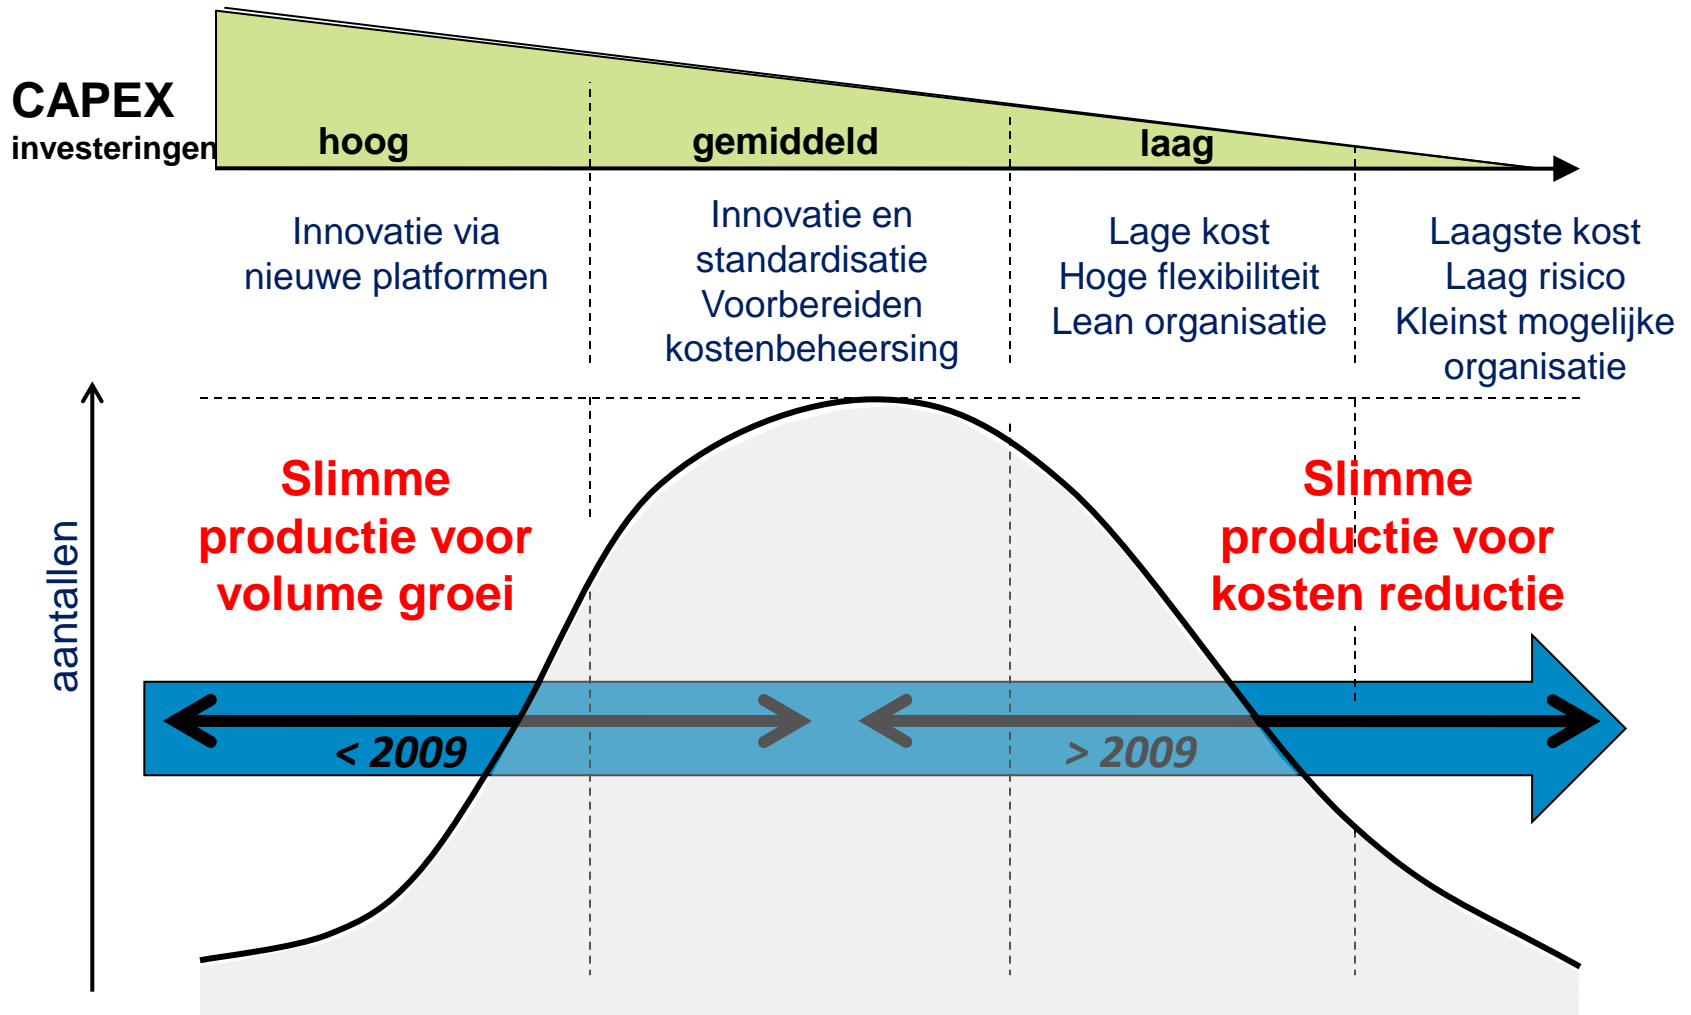 CAPEX
investeringen
hoog
gemiddeld
laag
Innovatie via
nieuwe platformen
Innovatie en
standardisatie
Voorbereiden
kostenbeheersing
Lage kost
Hoge flexibiliteit
Lean organisatie
Laagste kost
Laag risico
Kleinst mogelijke
organisatie
aantallen
Slimme
productie voor
volume groei
Slimme
productie voor
kosten reductie
< 2009
> 2009